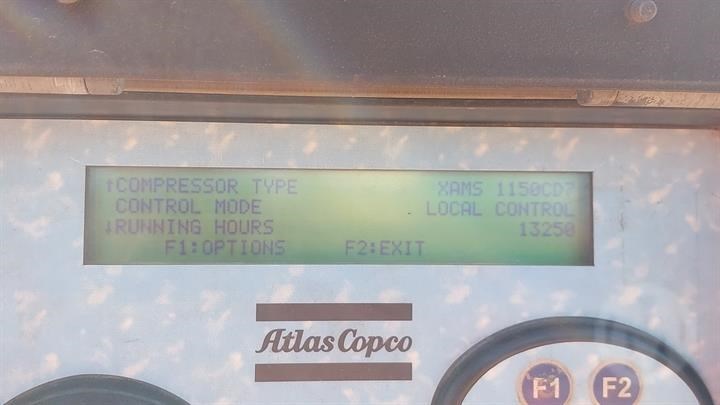 ↑COMPRESSOR TYPE XAMS 1150CD7
CONTROL MODE LOCAL CONTROL
↓RUNNING HOURS 13250
F1:OPTIONS F2:EXIT
Atlas Copco
F1 F2